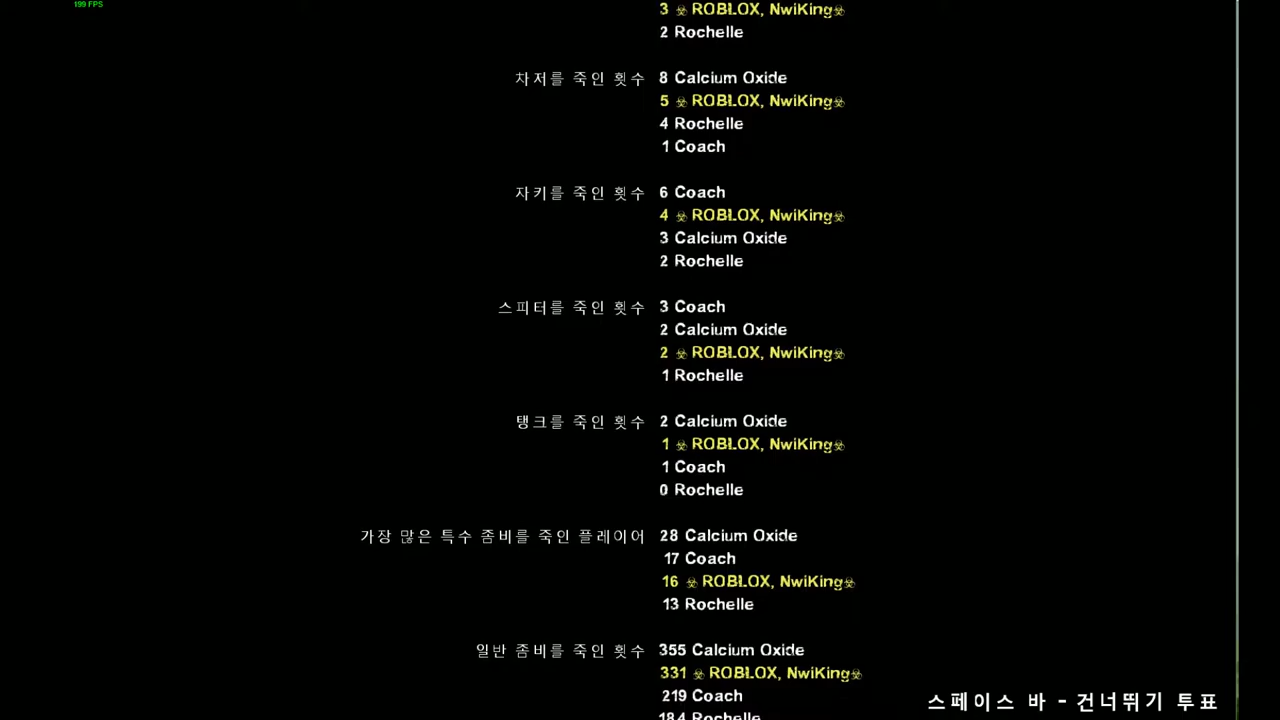 199 FPS
3 ☣ ROBLOX, NwiKing☣
2 Rochelle
차저를 죽인 횟수 8 Calcium Oxide
5 ☣ ROBLOX, NwiKing☣
4 Rochelle
1 Coach
자키를 죽인 횟수 6 Coach
4 ☣ ROBLOX, NwiKing☣
3 Calcium Oxide
2 Rochelle
스피터를 죽인 횟수 3 Coach
2 Calcium Oxide
2 ☣ ROBLOX, NwiKing☣
1 Rochelle
탱크를 죽인 횟수 2 Calcium Oxide
1 ☣ ROBLOX, NwiKing☣
1 Coach
0 Rochelle
가장 많은 특수 좀비를 죽인 플레이어 28 Calcium Oxide
17 Coach
16 ☣ ROBLOX, NwiKing☣
13 Rochelle
일반 좀비를 죽인 횟수 355 Calcium Oxide
331 ☣ ROBLOX, NwiKing☣
219 Coach
184 Rochelle
스페이스 바 - 건너뛰기 투표